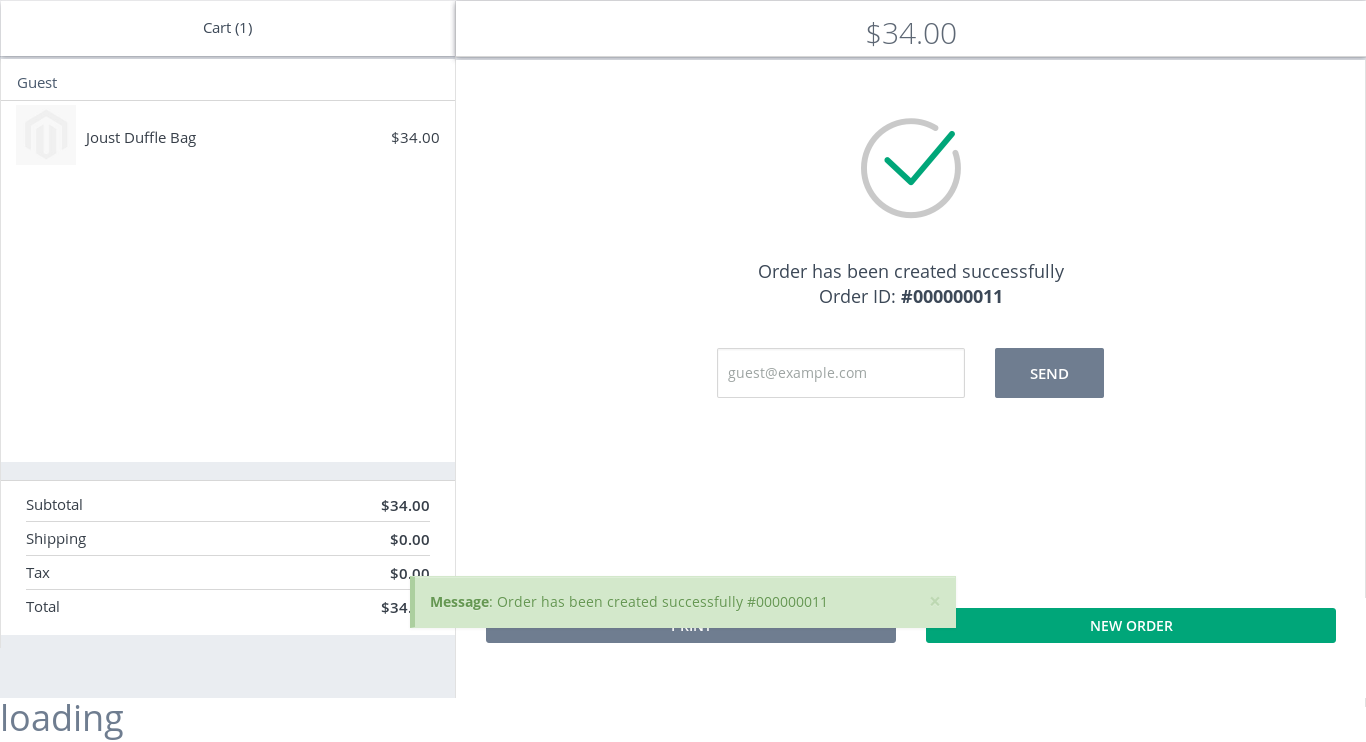 Cart (1)
$34.00
Guest
Joust Duffle Bag $34.00
Order has been created successfully
Order ID: #000000011
guest@example.com
SEND
Subtotal $34.00
Shipping $0.00
Tax $0.00
Total $34.
Message: Order has been created successfully #000000011 ×
PRINT
NEW ORDER
loading